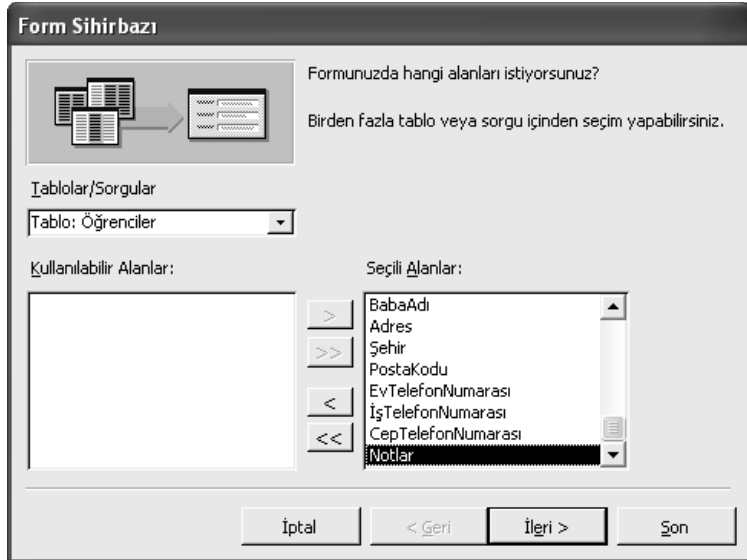 Form Sihirbazı
Formunuzda hangi alanları istiyorsunuz?
Birden fazla tablo veya sorgu içinden seçim yapabilirsiniz.
Tablolar/Sorgular
Tablo: Öğrenciler
Kullanılabilir Alanlar:
Seçili Alanlar:
BabaAdı
Adres
Şehir
PostaKodu
EvTelefonNumarası
İşTelefonNumarası
CepTelefonNumarası
Notlar
>
>>
<
<<
İptal
< Geri
İleri >
Son